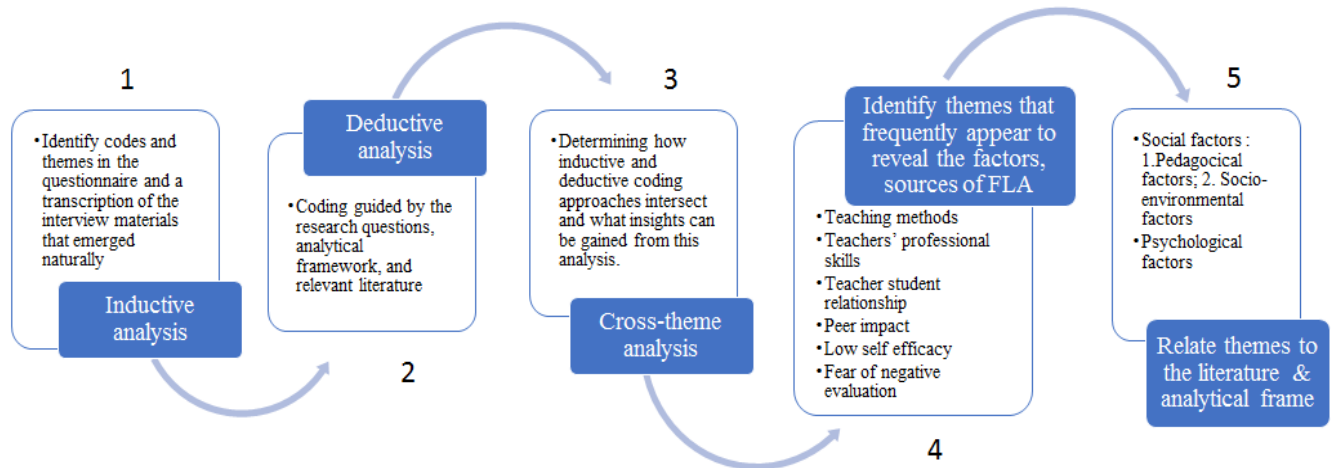 1
•Identify codes and
themes in the
questionnaire and a
transcription of the
interview materials
that emerged
naturally
Inductive
analysis
Deductive
analysis
•Coding guided by the
research questions,
analytical
framework, and
relevant literature
2
3
•Determining how
inductive and
deductive coding
approaches intersect
and what insights can
be gained from this
analysis.
Cross-theme
analysis
Identify themes that
frequently appear to
reveal the factors,
sources of FLA
•Teaching methods
•Teachers’ professional
skills
•Teacher student
relationship
•Peer impact
•Low self efficacy
•Fear of negative
evaluation
4
5
•Social factors :
1.Pedagocical
factors; 2. Socio-
environmental
factors
•Psychological
factors
Relate themes to
the literature &
analytical frame